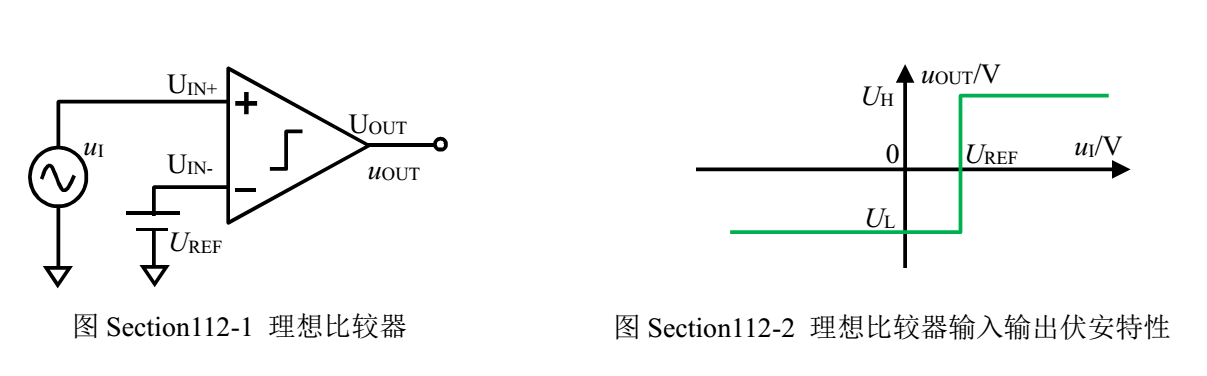 UIN+
+
uI
UIN-
−
UREF
UOUT
uOUT
uOUT/V
UH
0
UREF
uI/V
UL
图 Section112-1 理想比较器
图 Section112-2 理想比较器输入输出伏安特性